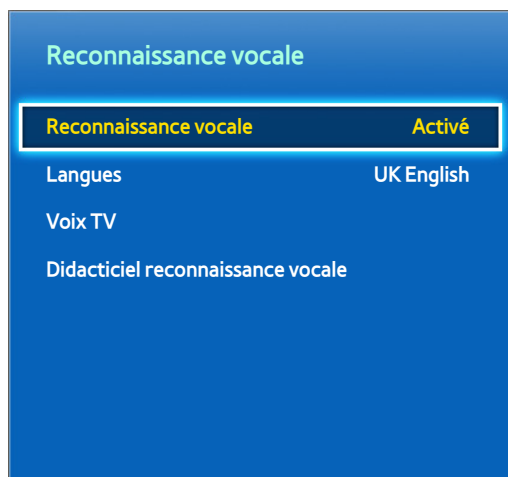 Reconnaissance vocale
Reconnaissance vocale Activé
Langues UK English
Voix TV
Didacticiel reconnaissance vocale